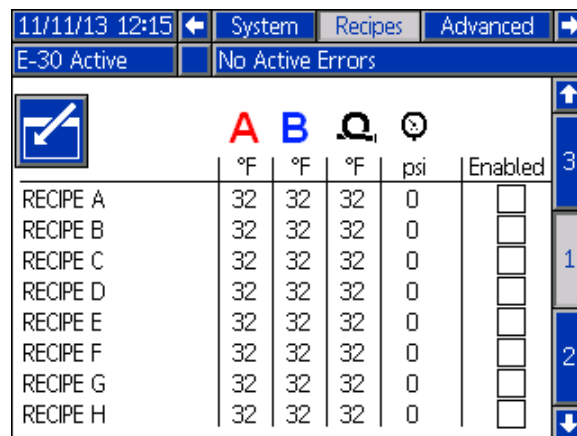 11/11/13 12:15 System Recipes Advanced
E-30 Active No Active Errors
A B
°F °F °F psi Enabled
3
RECIPE A 32 32 32 0
RECIPE B 32 32 32 0
RECIPE C 32 32 32 0
1
RECIPE D 32 32 32 0
RECIPE E 32 32 32 0
RECIPE F 32 32 32 0
2
RECIPE G 32 32 32 0
RECIPE H 32 32 32 0